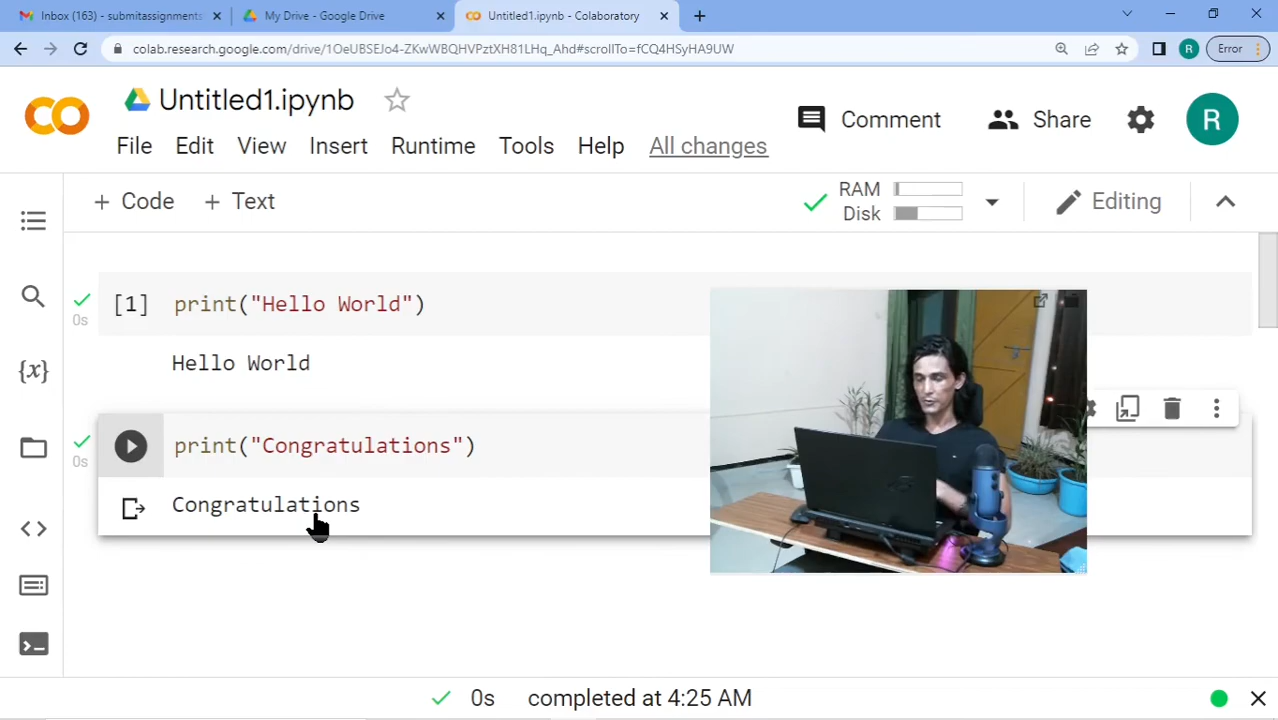 Inbox (163) - submitassignments
My Drive - Google Drive
Untitled1.ipynb - Colaboratory
colab.research.google.com/drive/1OeUBSEJo4-ZKwWBQHVPztXH81LHq_Ahd#scrollTo=fCQ4HSyHA9UW
R
Error
Untitled1.ipynb
Comment
Share
R
File
Edit
View
Insert
Runtime
Tools
Help
All changes
+ Code
+ Text
RAM
Disk
Editing
[1]
print("Hello World")
0s
Hello World
{x}
print("Congratulations")
0s
Congratulations
0s
completed at 4:25 AM